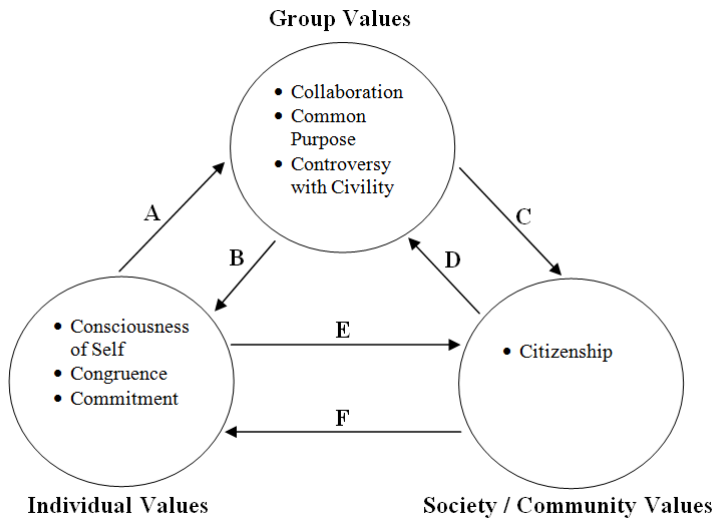 Group Values
• Collaboration
• Common
Purpose
• Controversy
with Civility
A
B
C
D
• Consciousness
of Self
• Congruence
• Commitment
E
• Citizenship
F
Individual Values
Society / Community Values